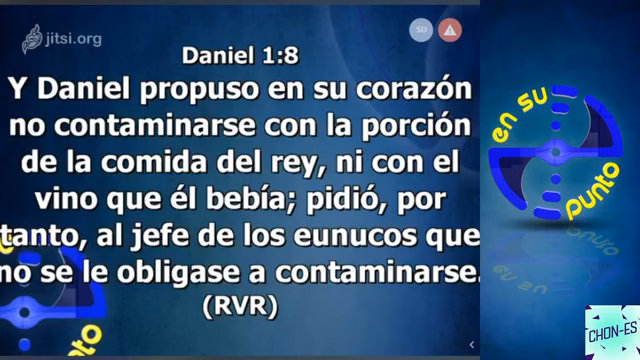 jitsi.org
SD
Daniel 1:8
Y Daniel propuso en su corazón
no contaminarse con la porción
de la comida del rey, ni con el
vino que él bebía; pidió, por
tanto, al jefe de los eunucos que
no se le obligase a contaminarse.
(RVR)
en su
punto
CHON-ES